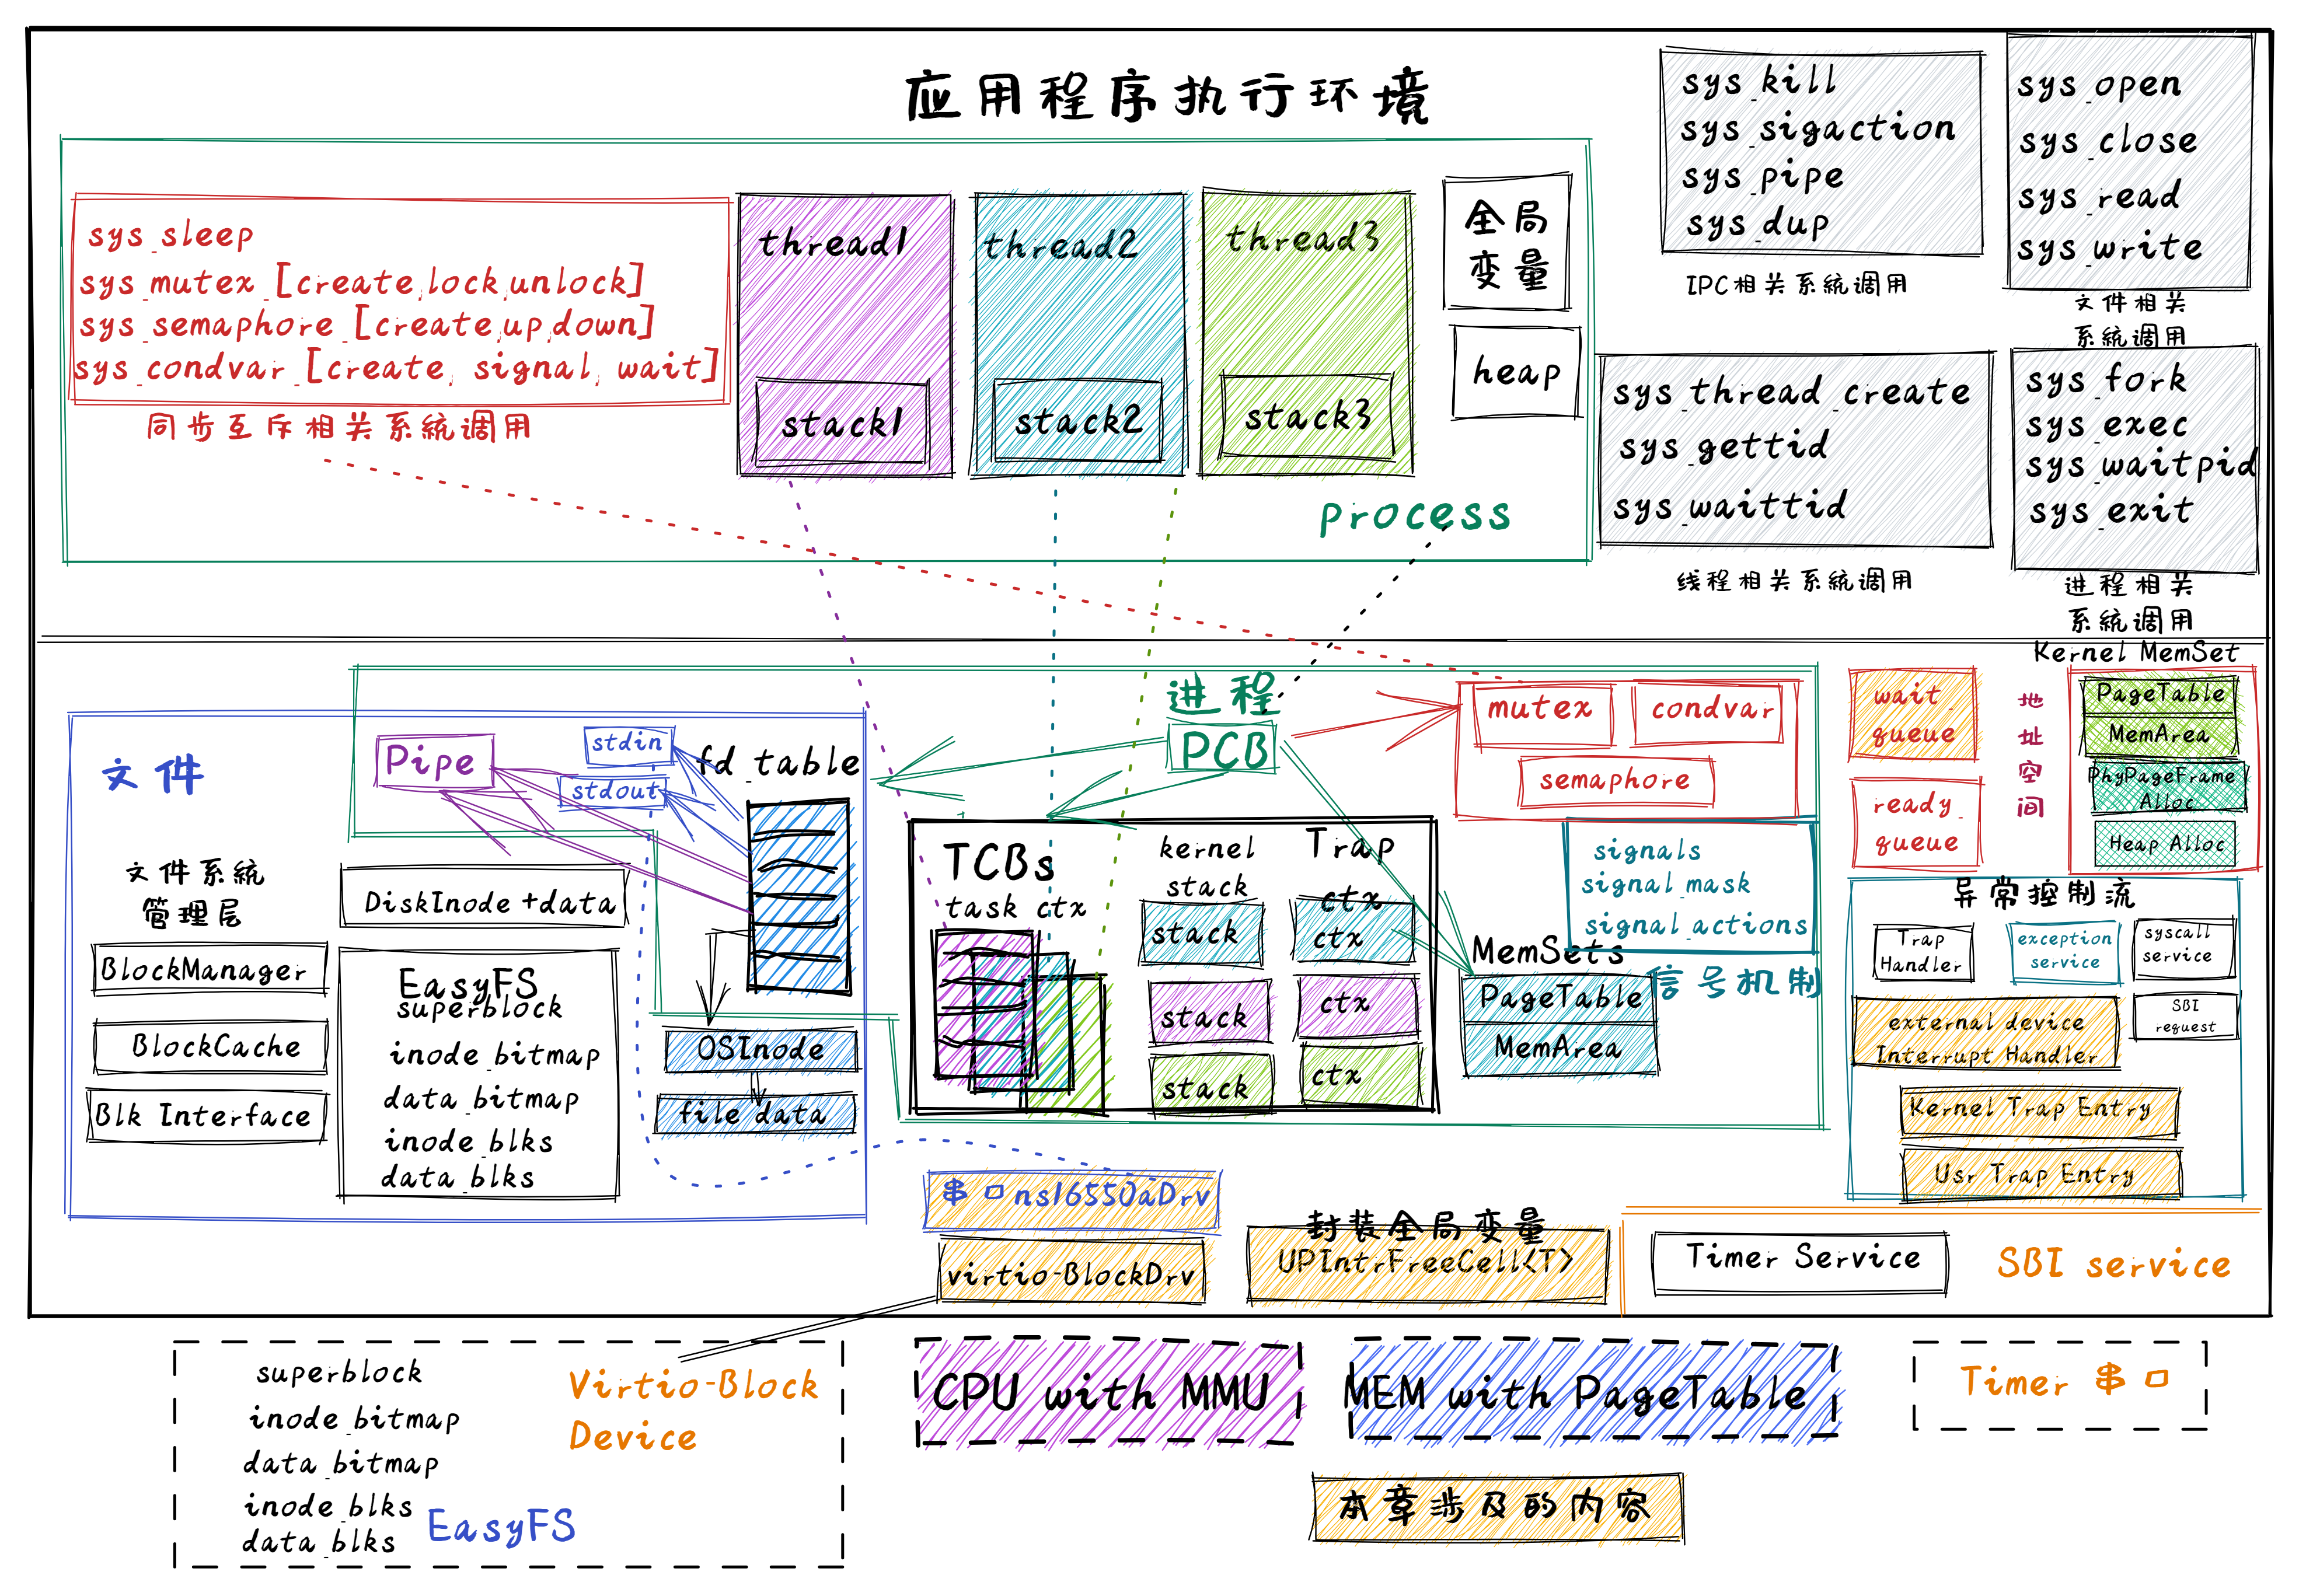 应用程序执行环境
sys_sleep
sys_mutex_[create,lock,unlock]
sys_semaphore_[create,up,down]
sys_condvar_[create, signal, wait]
同步互斥相关系统调用
thread1
stack1
thread2
stack2
thread3
stack3
全局
变量
heap
process
sys_kill
sys_sigaction
sys_pipe
sys_dup
IPC相关系统调用
sys_open
sys_close
sys_read
sys_write
文件相关
系统调用
sys_thread_create
sys_gettid
sys_waittid
线程相关系统调用
sys_fork
sys_exec
sys_waitpid
sys_exit
进程相关
系统调用
文件
Pipe
stdin
stdout
fd_table
文件系统
管理层
BlockManager
BlockCache
Blk Interface
DiskInode +data
EasyFS
superblock
inode_bitmap
data_bitmap
inode_blks
data_blks
OSInode
file data
进程
PCB
TCBs
task ctx
kernel
stack
stack
stack
stack
Trap
ctx
ctx
ctx
ctx
mutex
condvar
semaphore
signals
signal_mask
signal_actions
信号机制
MemSets
PageTable
MemArea
wait_
queue
ready_
queue
地
址
空
间
Kernel MemSet
PageTable
MemArea
PhyPageFrame
Alloc
Heap Alloc
异常控制流
Trap
Handler
exception
service
syscall
service
SBI
request
external device
Interrupt Handler
Kernel Trap Entry
Usr Trap Entry
串口ns16550aDrv
virtio-BlockDrv
封装全局变量
UPIntrFreeCell<T>
Timer Service
SBI service
superblock
inode_bitmap
data_bitmap
inode_blks
data_blks
Virtio-Block
Device
EasyFS
CPU with MMU
MEM with PageTable
Timer 串口
本章涉及的内容